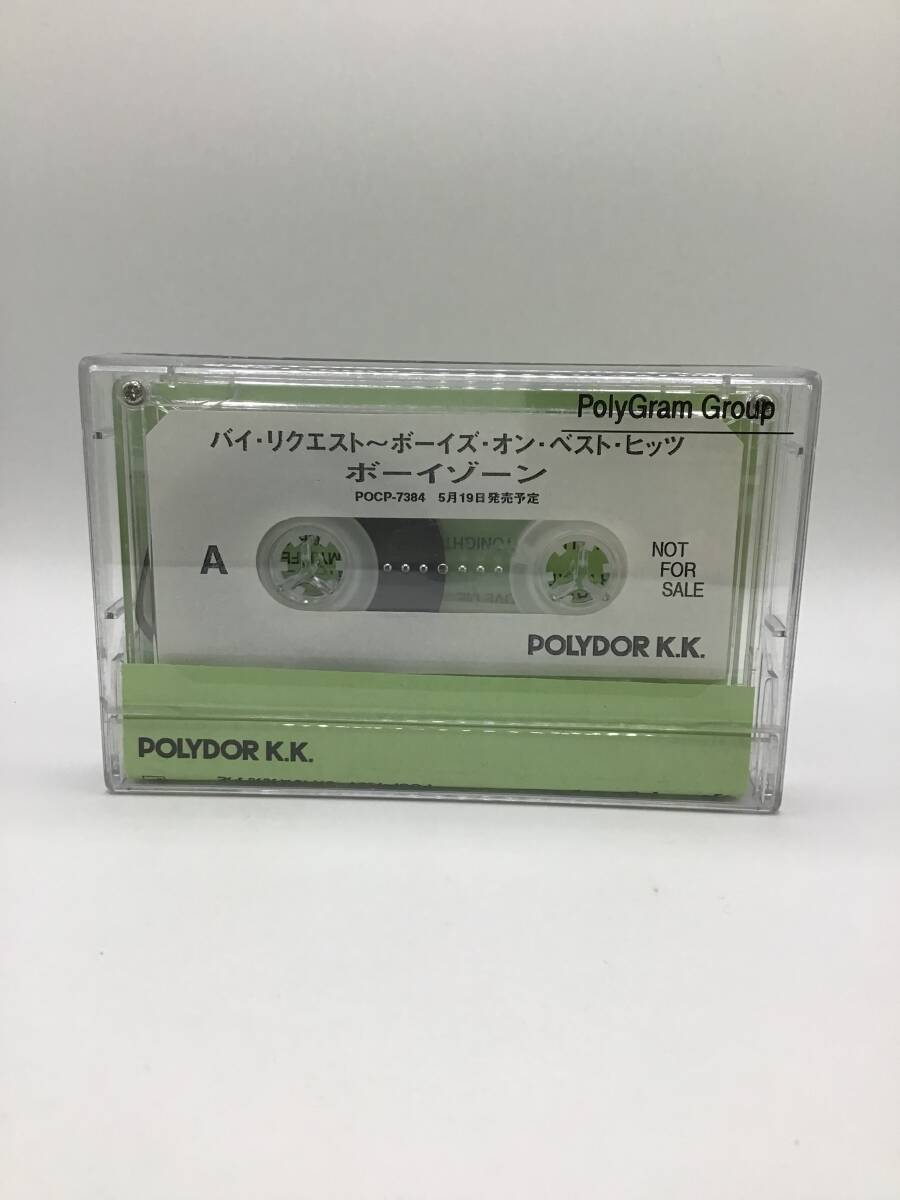 PolyGram Group
バイ・リクエスト～ボーイズ・オン・ベスト・ヒッツ
ボーイゾーン
POCP-7384 5月19日発売予定
A
NOT
FOR
SALE
POLYDOR K.K.
POLYDOR K.K.